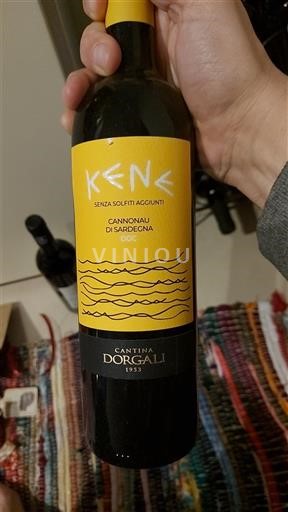 KENE
SENZA SOLFITI AGGIUNTI
CANNONAU
DI SARDEGNA
DOC
VINIOU
CANTINA
DORGALI
1953